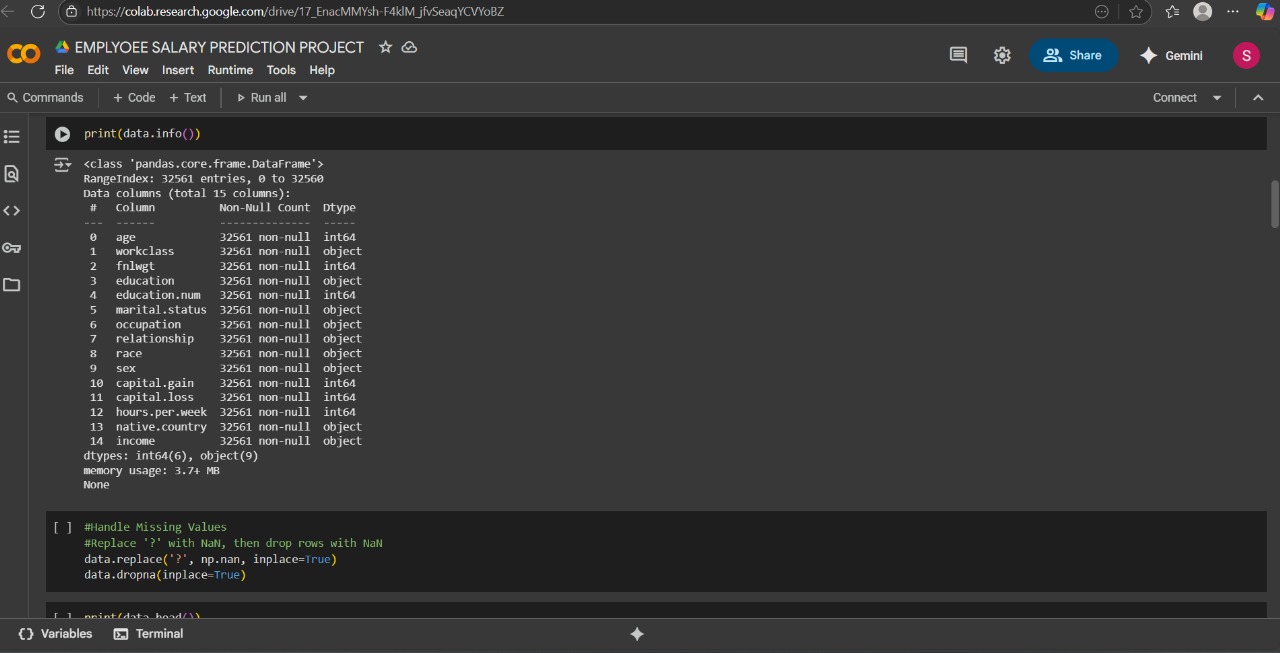 https://colab.research.google.com/drive/17_EnacMMYsh-F4klM_jfvSeaqYCVYoBZ
CO EMPLYOEE SALARY PREDICTION PROJECT
File Edit View Insert Runtime Tools Help
Share Gemini S
Commands + Code + Text Run all Connect
print(data.info())
<class 'pandas.core.frame.DataFrame'>
RangeIndex: 32561 entries, 0 to 32560
Data columns (total 15 columns):
# Column Non-Null Count Dtype
--- ------ -------------- -----
0 age 32561 non-null int64
1 workclass 32561 non-null object
2 fnlwgt 32561 non-null int64
3 education 32561 non-null object
4 education.num 32561 non-null int64
5 marital.status 32561 non-null object
6 occupation 32561 non-null object
7 relationship 32561 non-null object
8 race 32561 non-null object
9 sex 32561 non-null object
10 capital.gain 32561 non-null int64
11 capital.loss 32561 non-null int64
12 hours.per.week 32561 non-null int64
13 native.country 32561 non-null object
14 income 32561 non-null object
dtypes: int64(6), object(9)
memory usage: 3.7+ MB
None
[ ] #Handle Missing Values
#Replace '?' with NaN, then drop rows with NaN
data.replace('?', np.nan, inplace=True)
data.dropna(inplace=True)
[ ] print(data.head())
Variables Terminal